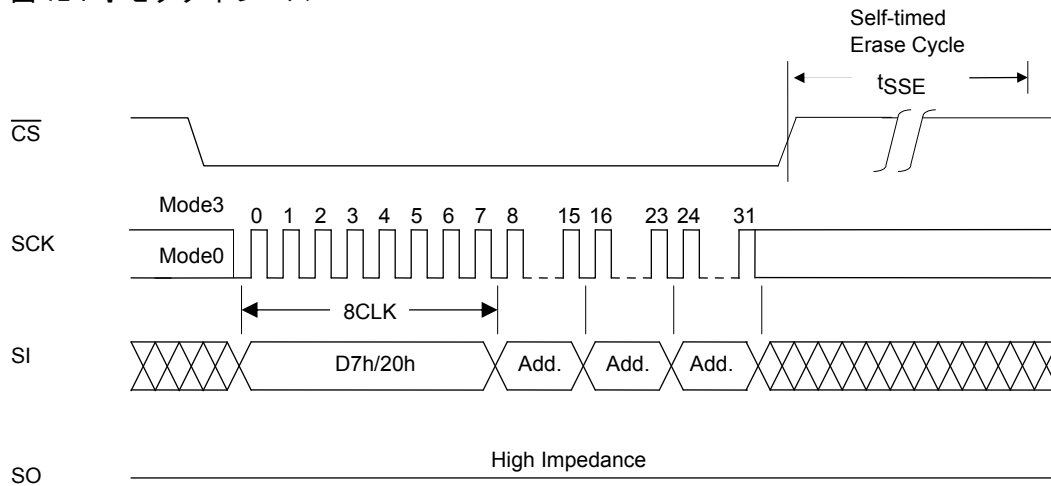 Self-timed
Erase Cycle
tSSE
CS
Mode3
0 1 2 3 4 5 6 7 8 15 16 23 24 31
SCK
Mode0
8CLK
SI
D7h/20h Add. Add. Add.
High Impedance
SO